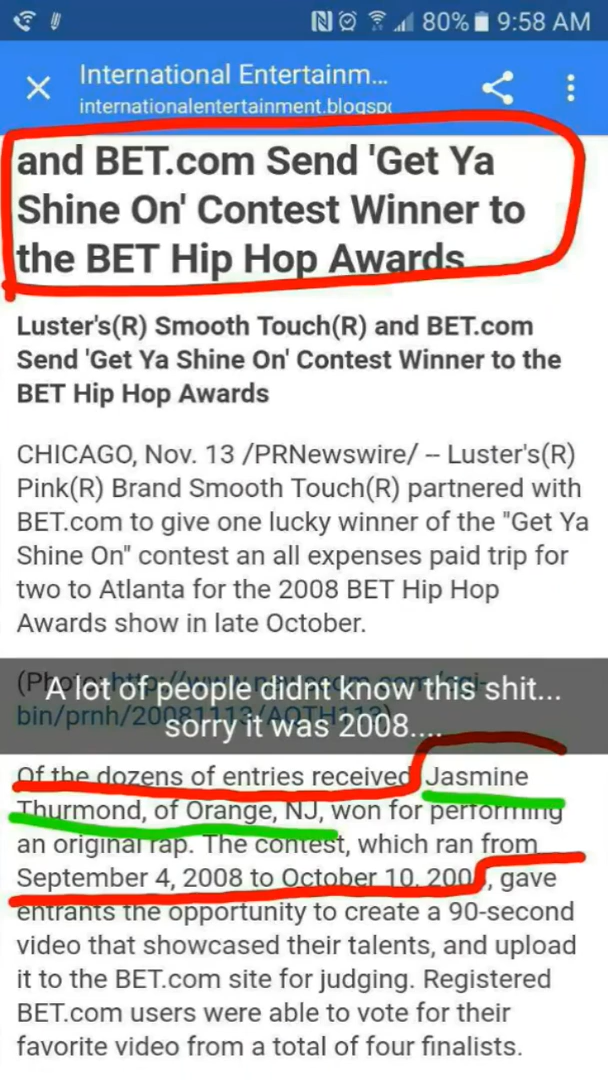 80% 9:58 AM
International Entertainm...
internationalentertainment.blogspo
and BET.com Send 'Get Ya
Shine On' Contest Winner to
the BET Hip Hop Awards
Luster's(R) Smooth Touch(R) and BET.com
Send 'Get Ya Shine On' Contest Winner to the
BET Hip Hop Awards
CHICAGO, Nov. 13 /PRNewswire/ -- Luster's(R)
Pink(R) Brand Smooth Touch(R) partnered with
BET.com to give one lucky winner of the "Get Ya
Shine On" contest an all expenses paid trip for
two to Atlanta for the 2008 BET Hip Hop
Awards show in late October.
A lot of people didnt know this shit...
bin/prnh/20081113/AQTH113)
sorry it was 2008....
Of the dozens of entries received Jasmine
Thurmond, of Orange, NJ, won for performing
an original rap. The contest, which ran from
September 4, 2008 to October 10, 200 , gave
entrants the opportunity to create a 90-second
video that showcased their talents, and upload
it to the BET.com site for judging. Registered
BET.com users were able to vote for their
favorite video from a total of four finalists.